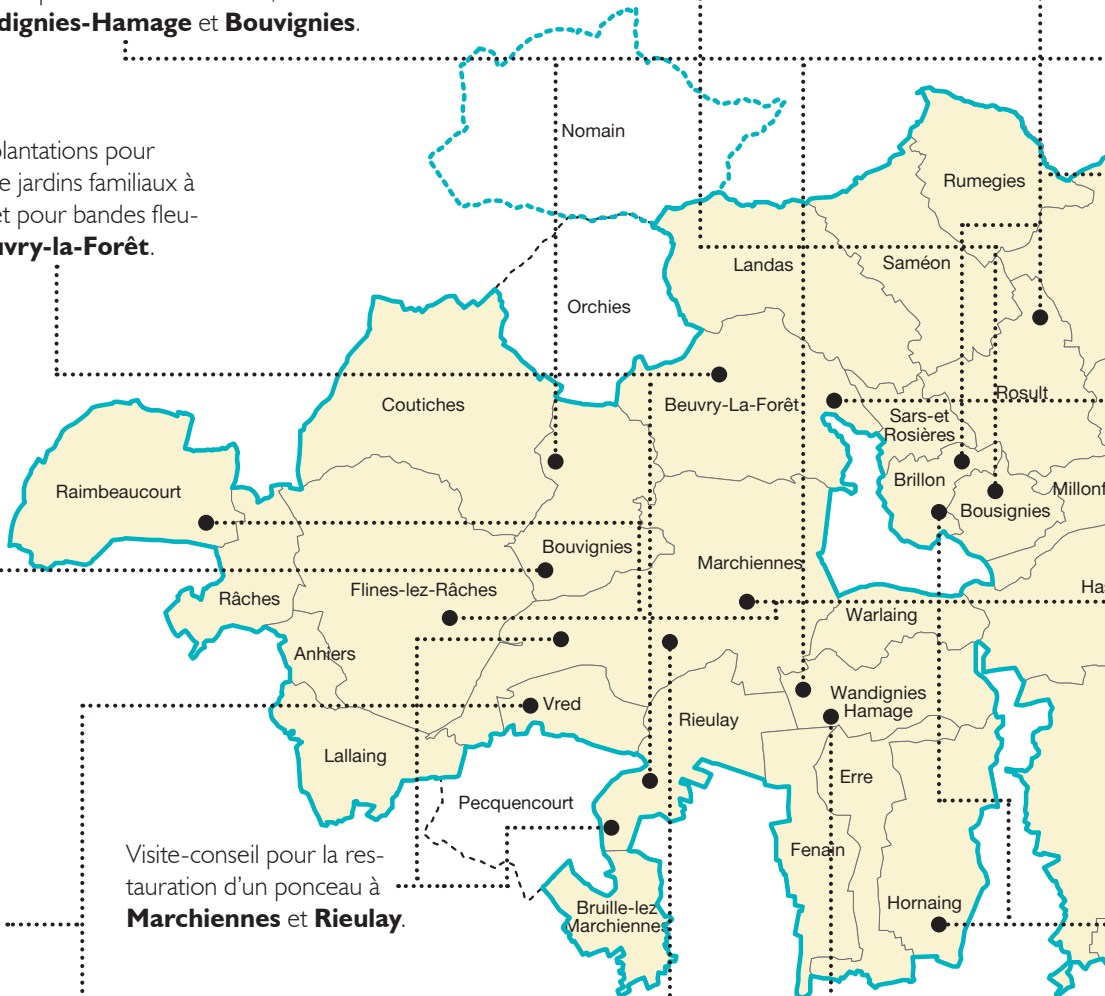 dignies-Hamage et Bouvignies.
plantations pour
e jardins familiaux à
et pour bandes fleu-
uvry-la-Forêt.
Nomain
Rumegies
Landas
Saméon
Orchies
Coutiches
Beuvry-La-Forêt
Rosult
Sars-et
Rosières
Raimbeaucourt
Brillon
Millonf
Bousignies
Bouvignies
Marchiennes
Flines-lez-Râches
Râches
Has
Warlaing
Anhiers
Wandignies
Hamage
Vred
Rieulay
Lallaing
Erre
Pecquencourt
Fenain
Visite-conseil pour la res-
tauration d'un ponceau à
Marchiennes et Rieulay.
Bruille-lez
Marchiennes
Hornaing